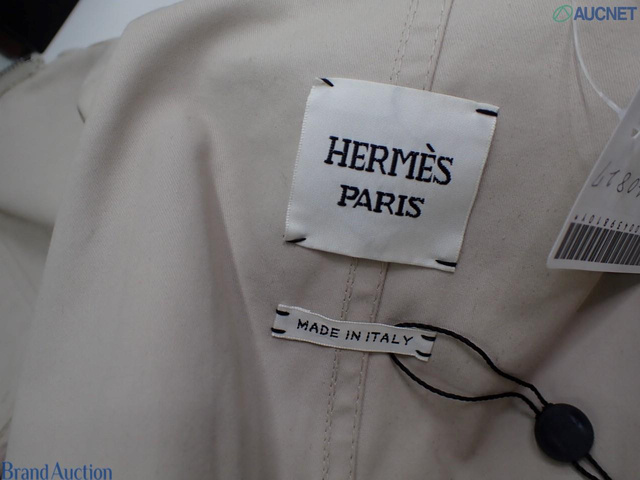 AUCNET
HERMÈS
PARIS
MADE IN ITALY
Brand Auction